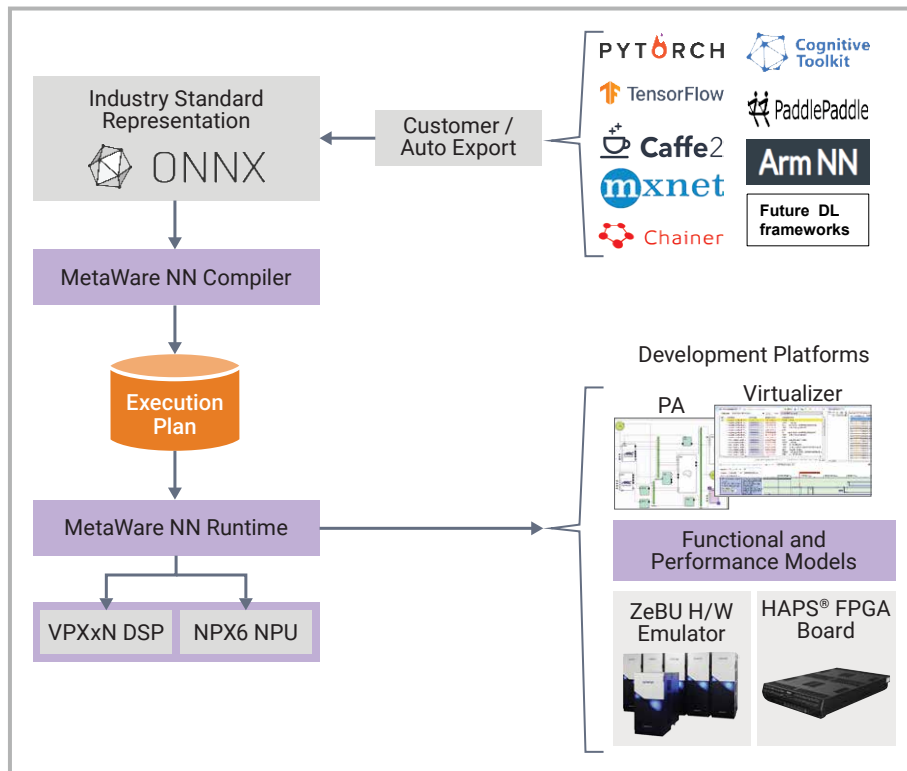 Industry Standard
Representation
ONNX
Customer /
Auto Export
PYTORCH
Cognitive
Toolkit
TensorFlow
PaddlePaddle
Caffe2
Arm NN
mxnet
Future DL
frameworks
Chainer
MetaWare NN Compiler
Execution
Plan
MetaWare NN Runtime
VPXxN DSP
NPX6 NPU
Development Platforms
PA
Virtualizer
Functional and
Performance Models
ZeBU H/W
Emulator
HAPS® FPGA
Board